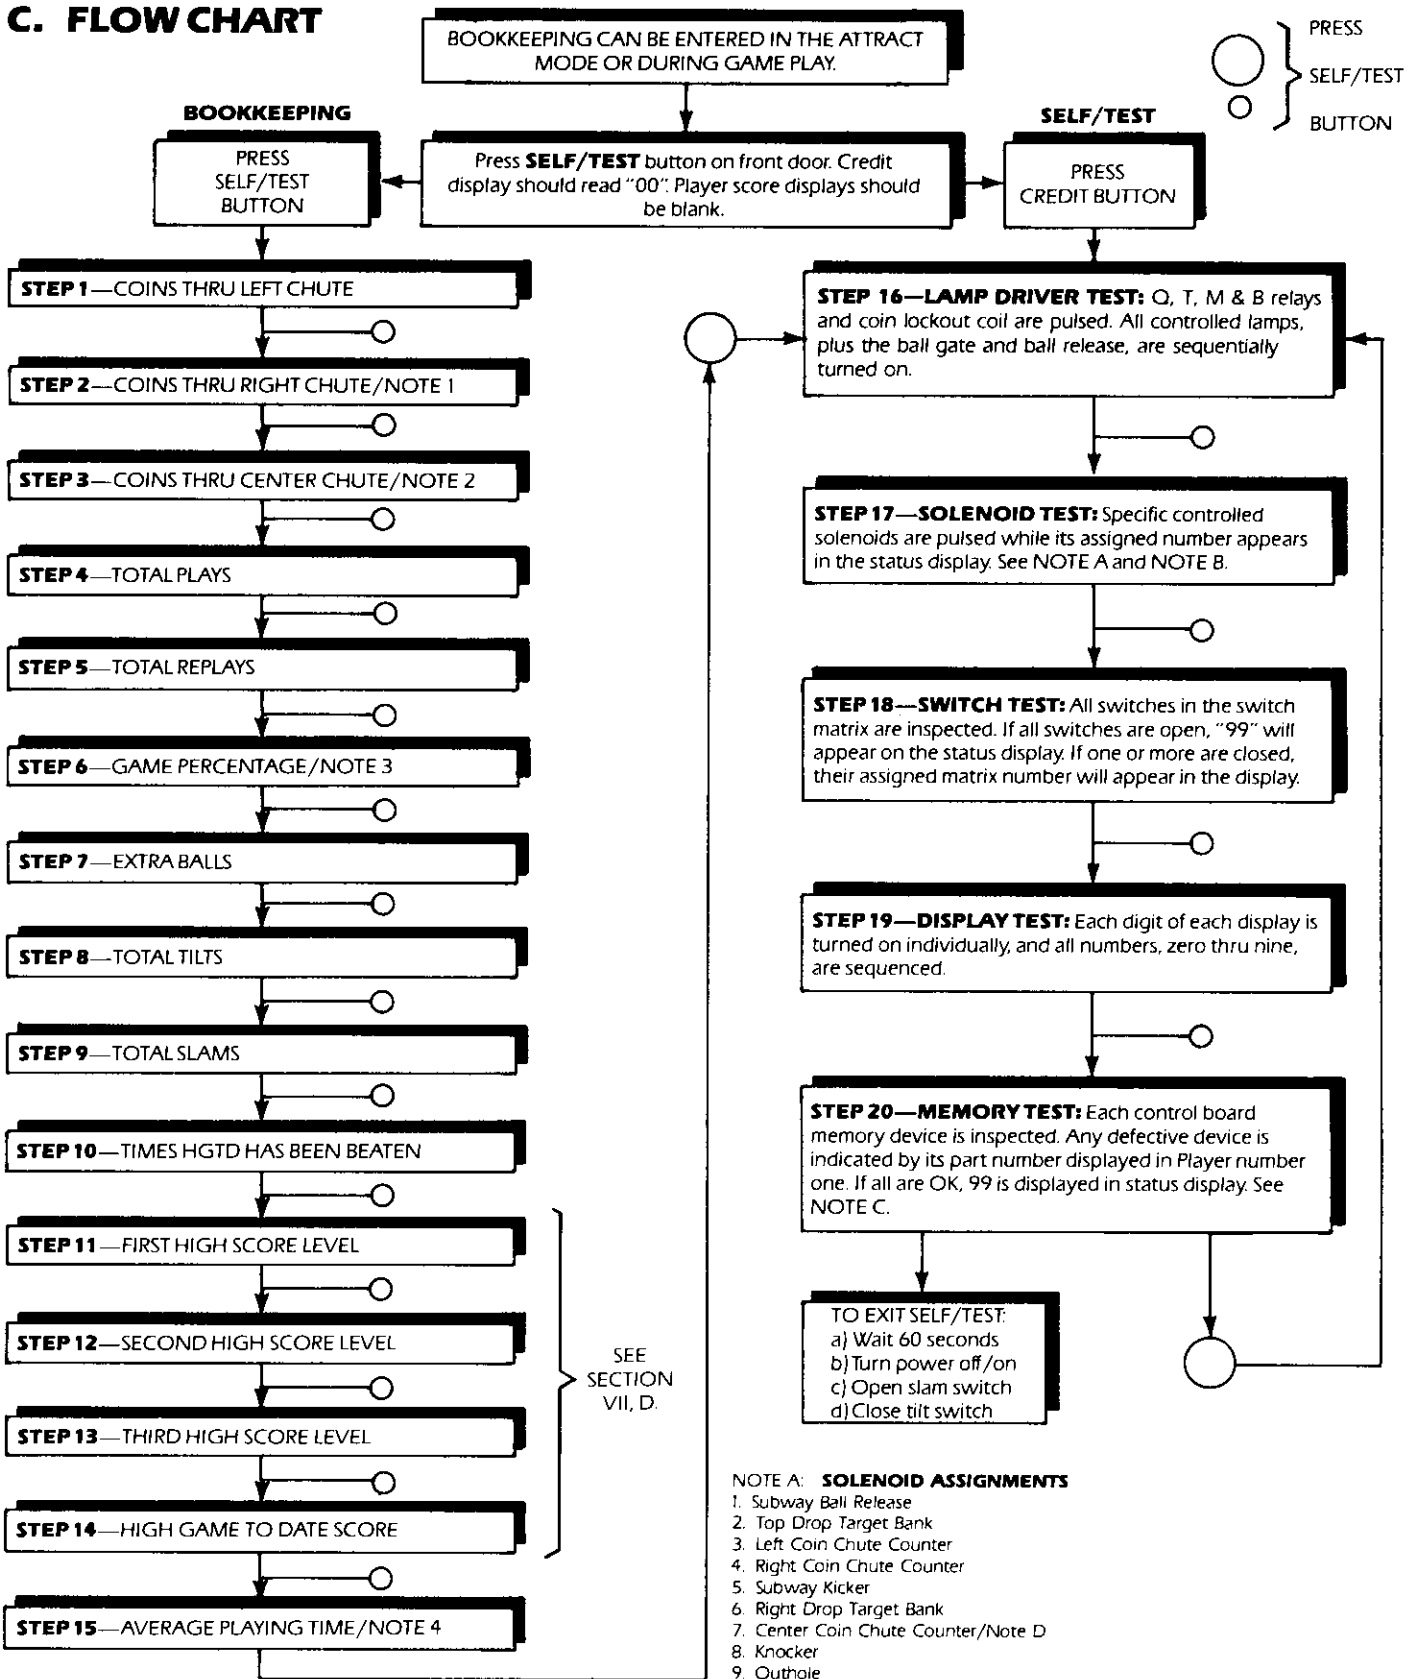 C. FLOW CHART
BOOKKEEPING CAN BE ENTERED IN THE ATTRACT
MODE OR DURING GAME PLAY.
PRESS
SELF/TEST
BUTTON
BOOKKEEPING
PRESS
SELF/TEST
BUTTON
Press SELF/TEST button on front door. Credit
display should read "00". Player score displays should
be blank.
SELF/TEST
PRESS
CREDIT BUTTON
STEP 1—COINS THRU LEFT CHUTE
STEP 2—COINS THRU RIGHT CHUTE/NOTE 1
STEP 3—COINS THRU CENTER CHUTE/NOTE 2
STEP 4—TOTAL PLAYS
STEP 5—TOTAL REPLAYS
STEP 6—GAME PERCENTAGE/NOTE 3
STEP 7—EXTRA BALLS
STEP 8—TOTAL TILTS
STEP 9—TOTAL SLAMS
STEP 10—TIMES HGTD HAS BEEN BEATEN
STEP 11—FIRST HIGH SCORE LEVEL
STEP 12—SECOND HIGH SCORE LEVEL
STEP 13—THIRD HIGH SCORE LEVEL
STEP 14—HIGH GAME TO DATE SCORE
STEP 15—AVERAGE PLAYING TIME/NOTE 4
SEE
SECTION
VII, D.
STEP 16—LAMP DRIVER TEST: Q, T, M & B relays
and coin lockout coil are pulsed. All controlled lamps,
plus the ball gate and ball release, are sequentially
turned on.
STEP 17—SOLENOID TEST: Specific controlled
solenoids are pulsed while its assigned number appears
in the status display. See NOTE A and NOTE B.
STEP 18—SWITCH TEST: All switches in the switch
matrix are inspected. If all switches are open, "99" will
appear on the status display. If one or more are closed,
their assigned matrix number will appear in the display.
STEP 19—DISPLAY TEST: Each digit of each display is
turned on individually, and all numbers, zero thru nine,
are sequenced.
STEP 20—MEMORY TEST: Each control board
memory device is inspected. Any defective device is
indicated by its part number displayed in Player number
one. If all are OK, 99 is displayed in status display. See
NOTE C.
TO EXIT SELF/TEST:
a) Wait 60 seconds
b) Turn power off/on
c) Open slam switch
d) Close tilt switch
NOTE A: SOLENOID ASSIGNMENTS
1. Subway Ball Release
2. Top Drop Target Bank
3. Left Coin Chute Counter
4. Right Coin Chute Counter
5. Subway Kicker
6. Right Drop Target Bank
7. Center Coin Chute Counter/Note D
8. Knocker
9. Outhole